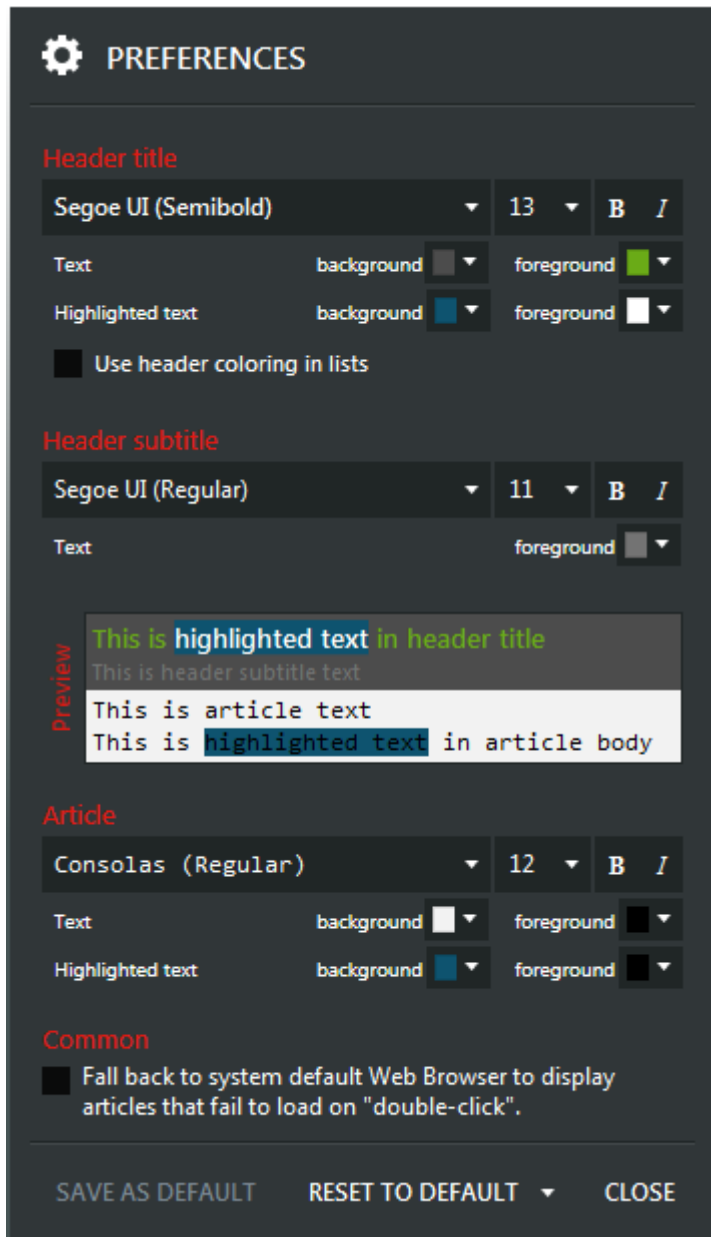 PREFERENCES
Header title
Segoe UI (Semibold) 13 B I
Text background foreground
Highlighted text background foreground
Use header coloring in lists
Header subtitle
Segoe UI (Regular) 11 B I
Text foreground
Preview
This is highlighted text in header title
This is header subtitle text
This is article text
This is highlighted text in article body
Article
Consolas (Regular) 12 B I
Text background foreground
Highlighted text background foreground
Common
Fall back to system default Web Browser to display
articles that fail to load on "double-click".
SAVE AS DEFAULT RESET TO DEFAULT CLOSE